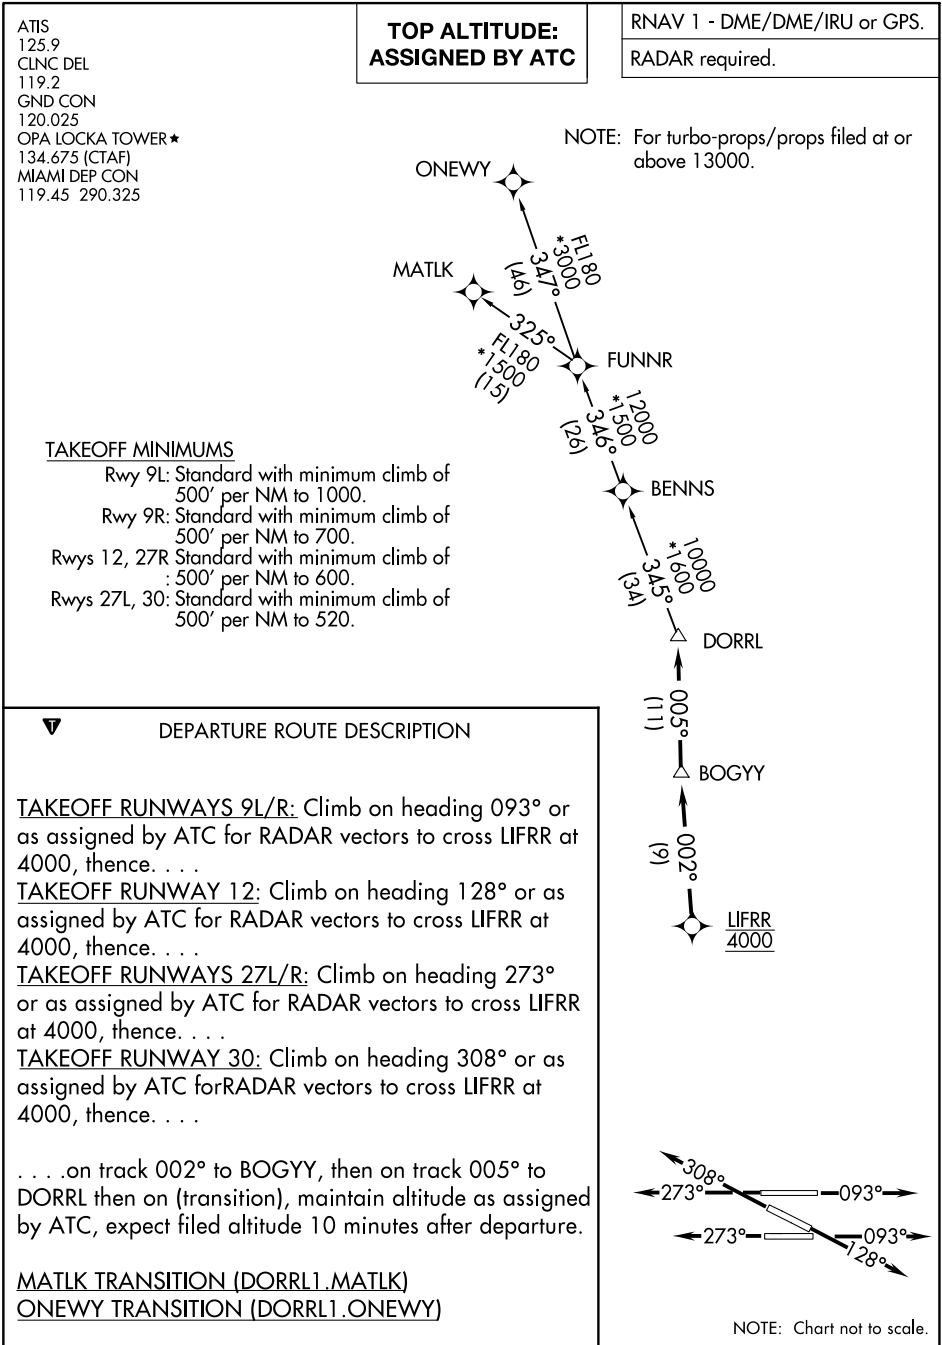 ATIS
125.9
CLNC DEL
119.2
GND CON
120.025
OPA LOCKA TOWER★
134.675 (CTAF)
MIAMI DEP CON
119.45 290.325
TOP ALTITUDE:
ASSIGNED BY ATC
RNAV 1 - DME/DME/IRU or GPS.
RADAR required.
NOTE: For turbo-props/props filed at or
above 13000.
ONEWY
FL180
*3000
347°
(46)
MATLK
325°
FL180
*1500
(15)
FUNNR
12000
*1500
346°
(26)
BENNS
10000
*1600
345°
(34)
DORRL
005°
(11)
BOGYY
002°
(9)
LIFRR
4000
TAKEOFF MINIMUMS
Rwy 9L: Standard with minimum climb of
500' per NM to 1000.
Rwy 9R: Standard with minimum climb of
500' per NM to 700.
Rwys 12, 27R Standard with minimum climb of
: 500' per NM to 600.
Rwys 27L, 30: Standard with minimum climb of
500' per NM to 520.
T DEPARTURE ROUTE DESCRIPTION
TAKEOFF RUNWAYS 9L/R: Climb on heading 093° or
as assigned by ATC for RADAR vectors to cross LIFRR at
4000, thence. . . .
TAKEOFF RUNWAY 12: Climb on heading 128° or as
assigned by ATC for RADAR vectors to cross LIFRR at
4000, thence. . . .
TAKEOFF RUNWAYS 27L/R: Climb on heading 273°
or as assigned by ATC for RADAR vectors to cross LIFRR
at 4000, thence. . . .
TAKEOFF RUNWAY 30: Climb on heading 308° or as
assigned by ATC forRADAR vectors to cross LIFRR at
4000, thence. . . .
. . . .on track 002° to BOGYY, then on track 005° to
DORRL then on (transition), maintain altitude as assigned
by ATC, expect filed altitude 10 minutes after departure.
MATLK TRANSITION (DORRL1.MATLK)
ONEWY TRANSITION (DORRL1.ONEWY)
308°
273° 093°
273° 093°
128°
NOTE: Chart not to scale.